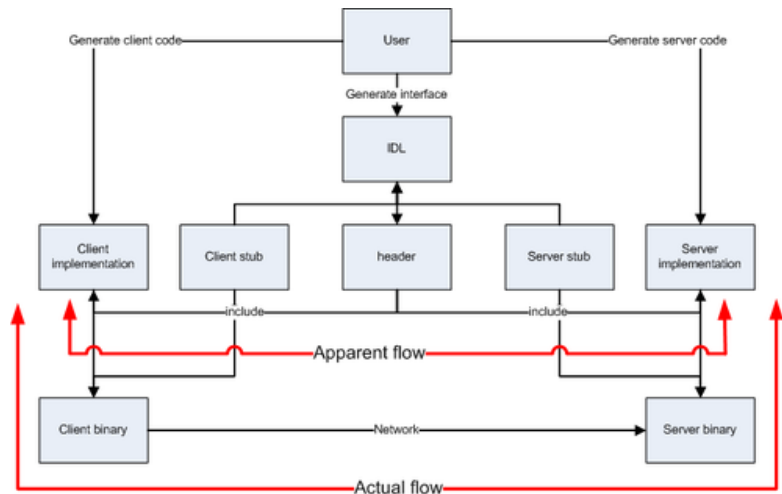 Generate client code
User
Generate server code
Generate interface
IDL
Client
implementation
Client stub
header
Server stub
Server
implementation
include
include
Apparent flow
Client binary
Network
Server binary
Actual flow